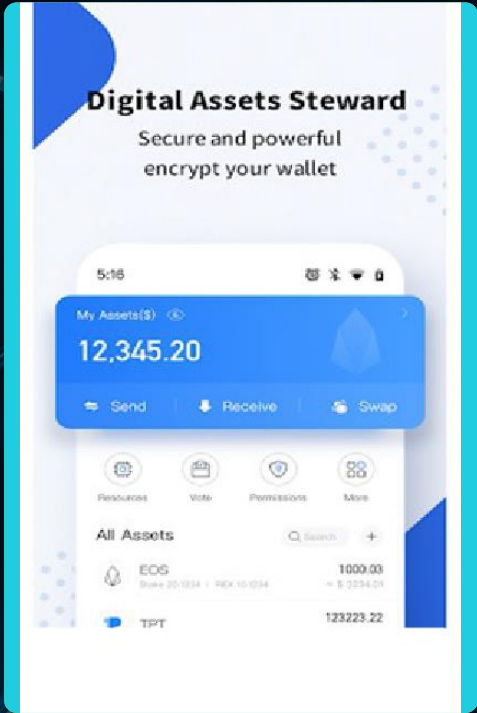 Digital Assets Steward
Secure and powerful
encrypt your wallet
5:16
My Assets($)
12,345.20
Send
Receive
Swap
Resources
Vote
Permissions
More
All Assets
Search
+
EOS
1000.03
TPT
123223.22